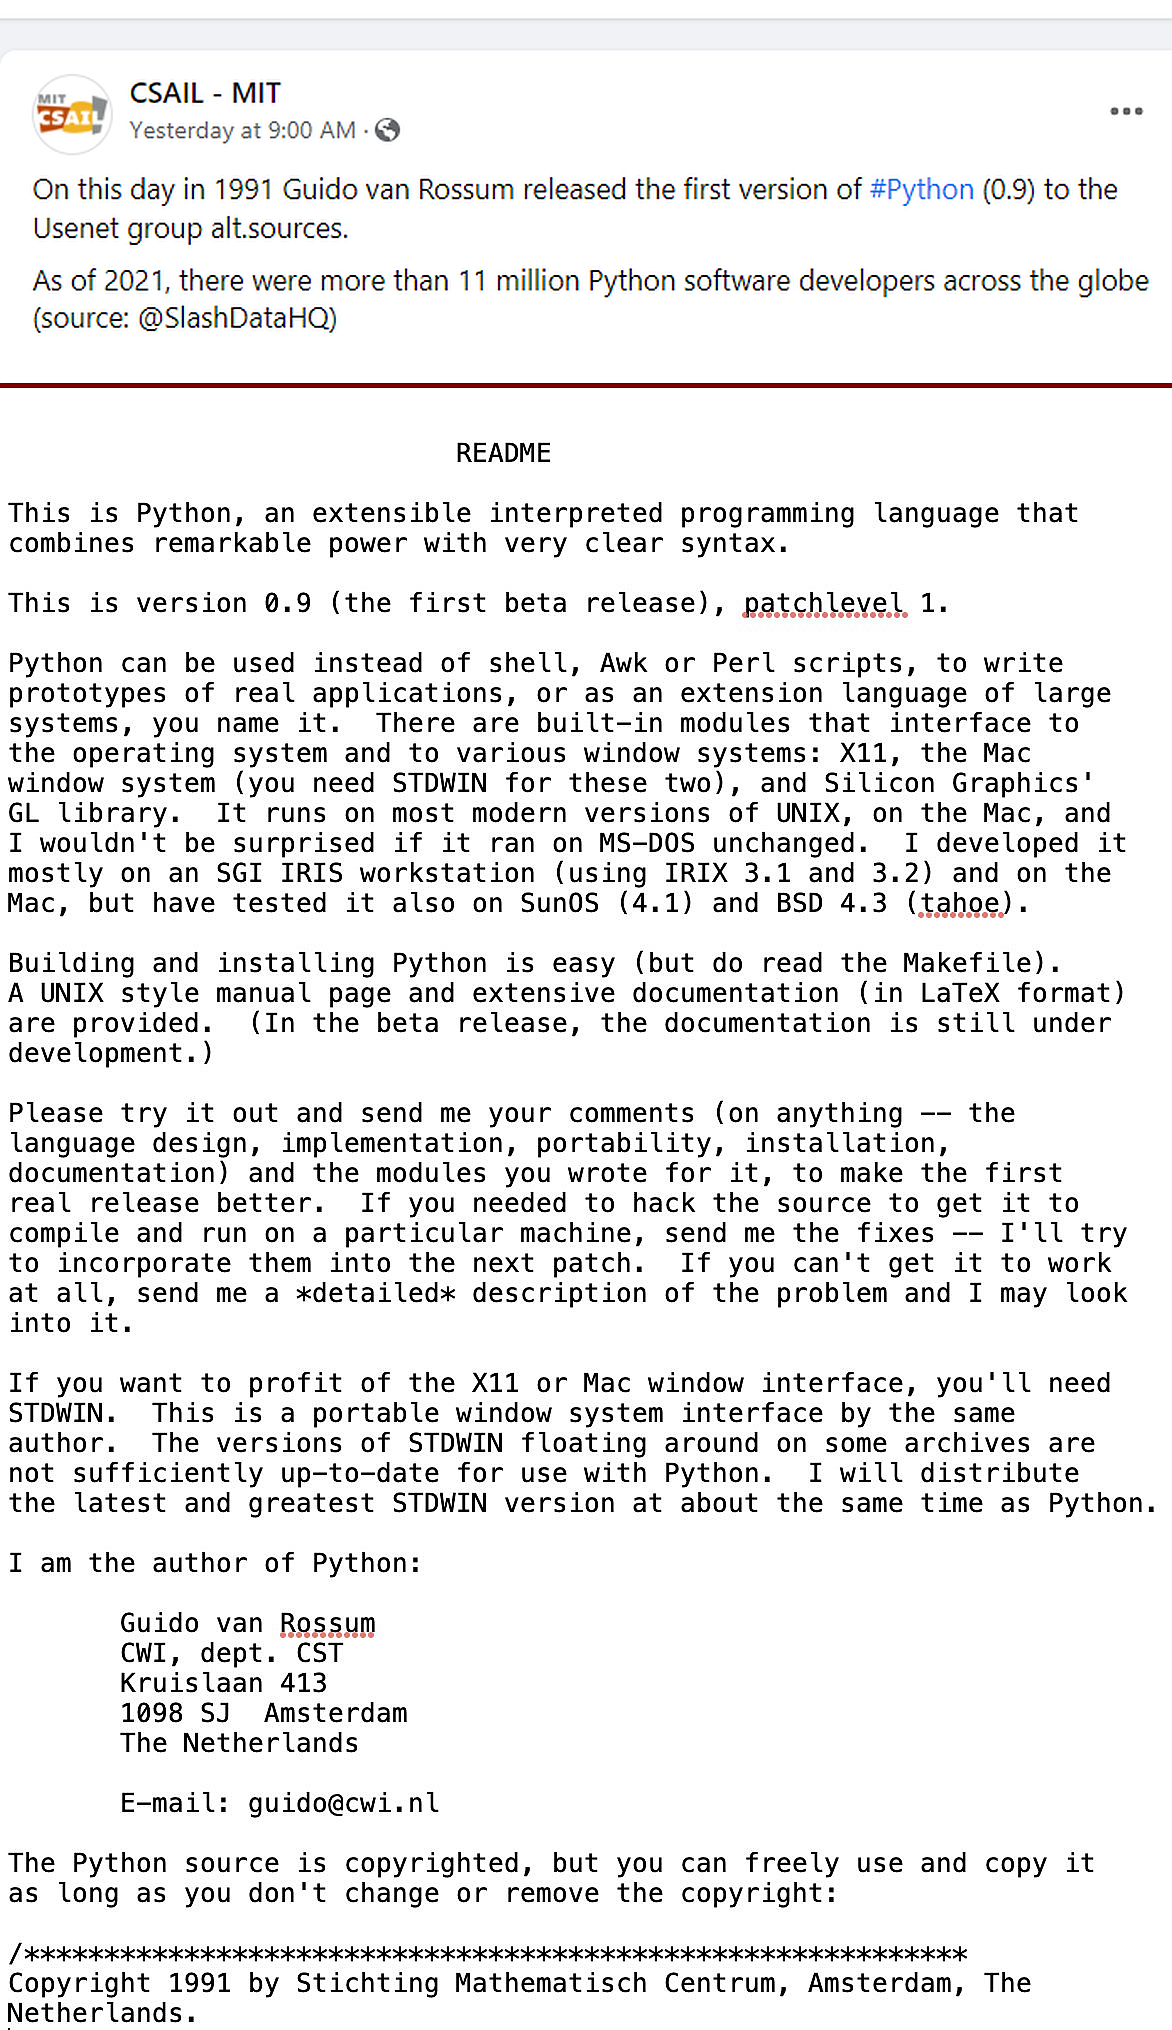 MIT
CSAIL
CSAIL - MIT
Yesterday at 9:00 AM ·
On this day in 1991 Guido van Rossum released the first version of #Python (0.9) to the
Usenet group alt.sources.
As of 2021, there were more than 11 million Python software developers across the globe
(source: @SlashDataHQ)
README
This is Python, an extensible interpreted programming language that
combines remarkable power with very clear syntax.
This is version 0.9 (the first beta release), patchlevel 1.
Python can be used instead of shell, Awk or Perl scripts, to write
prototypes of real applications, or as an extension language of large
systems, you name it.  There are built-in modules that interface to
the operating system and to various window systems: X11, the Mac
window system (you need STDWIN for these two), and Silicon Graphics'
GL library.  It runs on most modern versions of UNIX, on the Mac, and
I wouldn't be surprised if it ran on MS-DOS unchanged.  I developed it
mostly on an SGI IRIS workstation (using IRIX 3.1 and 3.2) and on the
Mac, but have tested it also on SunOS (4.1) and BSD 4.3 (tahoe).
Building and installing Python is easy (but do read the Makefile).
A UNIX style manual page and extensive documentation (in LaTeX format)
are provided.  (In the beta release, the documentation is still under
development.)
Please try it out and send me your comments (on anything -- the
language design, implementation, portability, installation,
documentation) and the modules you wrote for it, to make the first
real release better.  If you needed to hack the source to get it to
compile and run on a particular machine, send me the fixes -- I'll try
to incorporate them into the next patch.  If you can't get it to work
at all, send me a *detailed* description of the problem and I may look
into it.
If you want to profit of the X11 or Mac window interface, you'll need
STDWIN.  This is a portable window system interface by the same
author.  The versions of STDWIN floating around on some archives are
not sufficiently up-to-date for use with Python.  I will distribute
the latest and greatest STDWIN version at about the same time as Python.
I am the author of Python:
Guido van Rossum
CWI, dept. CST
Kruislaan 413
1098 SJ  Amsterdam
The Netherlands
E-mail: guido@cwi.nl
The Python source is copyrighted, but you can freely use and copy it
as long as you don't change or remove the copyright:
/***********************************************************
Copyright 1991 by Stichting Mathematisch Centrum, Amsterdam, The
Netherlands.